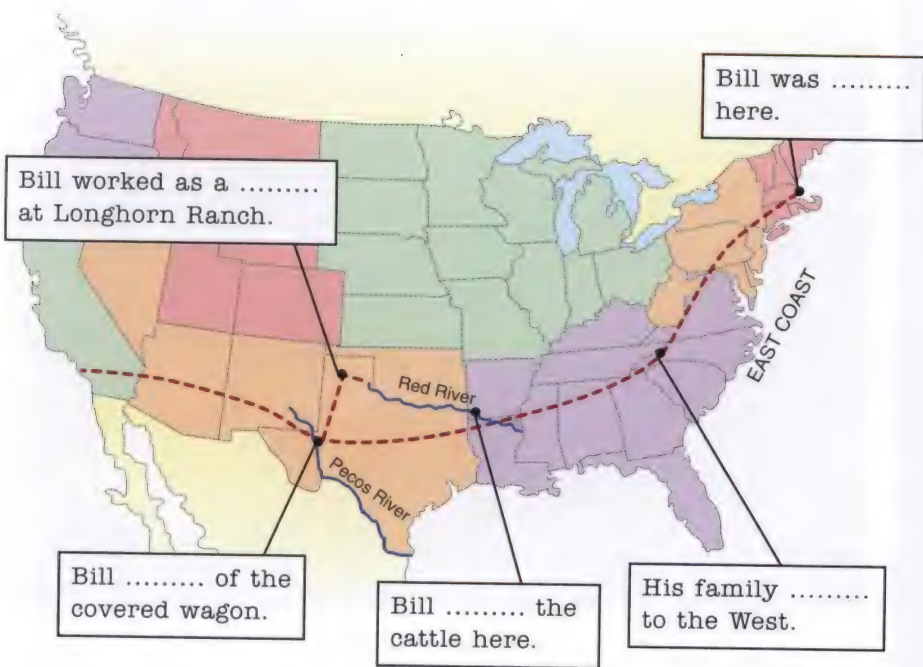 Bill was .........
here.
Bill worked as a .........
at Longhorn Ranch.
EAST COAST
Red River
Pecos River
Bill ......... of the
covered wagon.
Bill ......... the
cattle here.
His family .........
to the West.